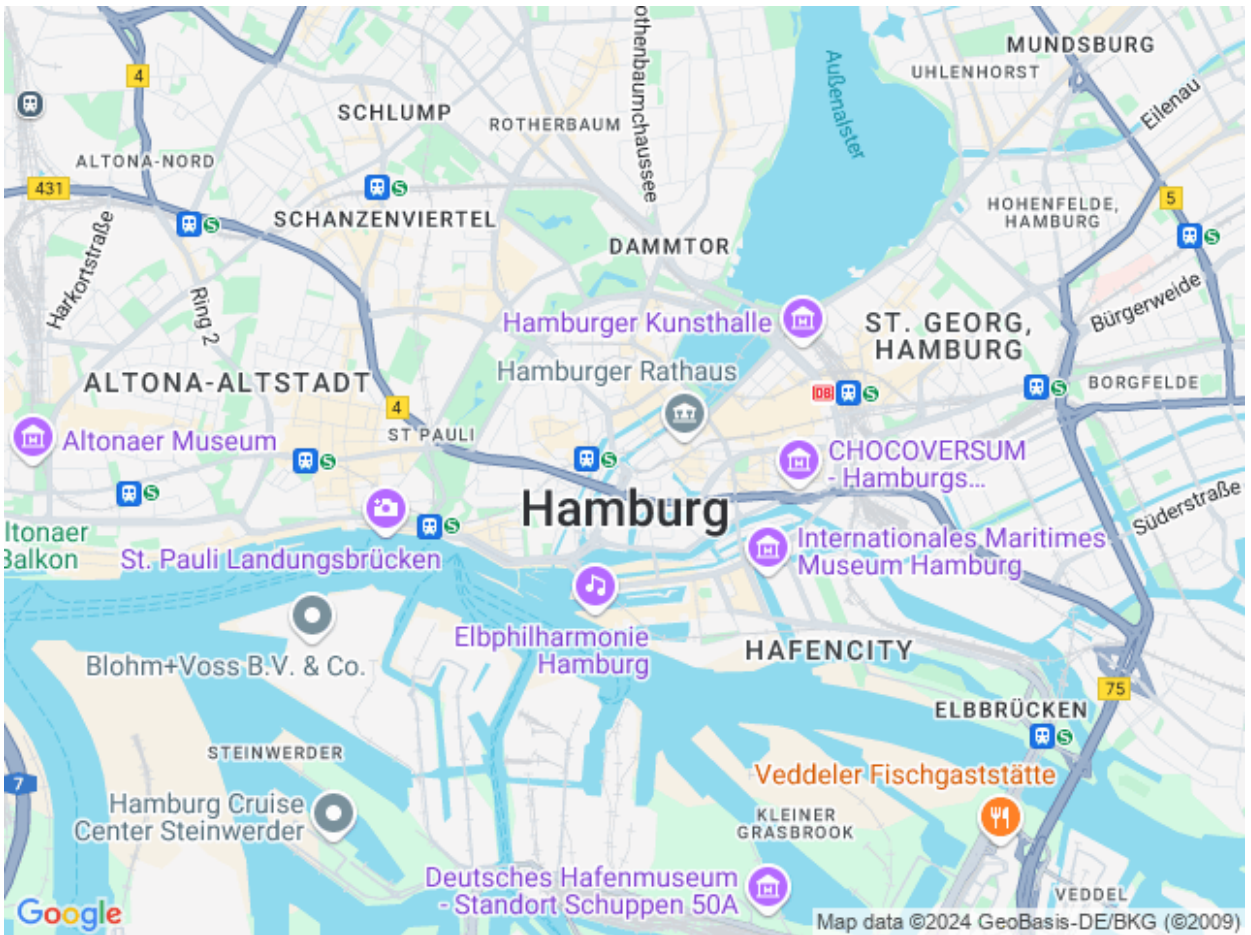 othenbaumchaussee
MUNDSBURG
UHLENHORST
4
Außenalster
Eilenau
SCHLUMP
ROTHERBAUM
ALTONA-NORD
431
S
5
SCHANZENVIERTEL
S
HOHENFELDE,
HAMBURG
S
DAMMTOR
Harkortstraße
Ring 2
Bürgerweide
Hamburger Kunsthalle
ST. GEORG,
HAMBURG
Hamburger Rathaus
ALTONA-ALTSTADT
DB
S
S
BORGFELDE
4
ST PAULI
Altonaer Museum
S
S
CHOCOVERSUM
- Hamburgs...
S
Süderstraße
Hamburg
ltonaer
Balkon
S
St. Pauli Landungsbrücken
Internationales Maritimes
Museum Hamburg
Elbphilharmonie
Hamburg
HAFENCITY
Blohm+Voss B.V. & Co.
75
ELBBRÜCKEN
S
STEINWERDER
7
Veddeler Fischgaststätte
Hamburg Cruise
Center Steinwerder
KLEINER
GRASBROOK
Deutsches Hafenmuseum
- Standort Schuppen 50A
VEDDEL
Google
Map data ©2024 GeoBasis-DE/BKG (©2009)